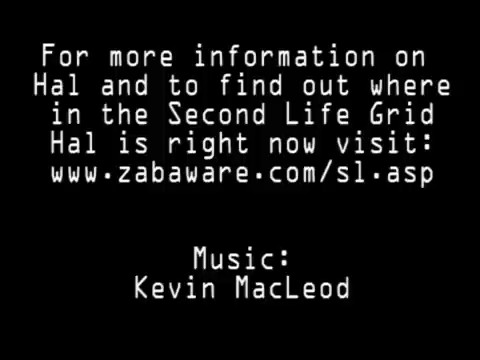 For more information on
Hal and to find out where
in the Second Life Grid
Hal is right now visit:
www.zabaware.com/sl.asp
Music:
Kevin MacLeod